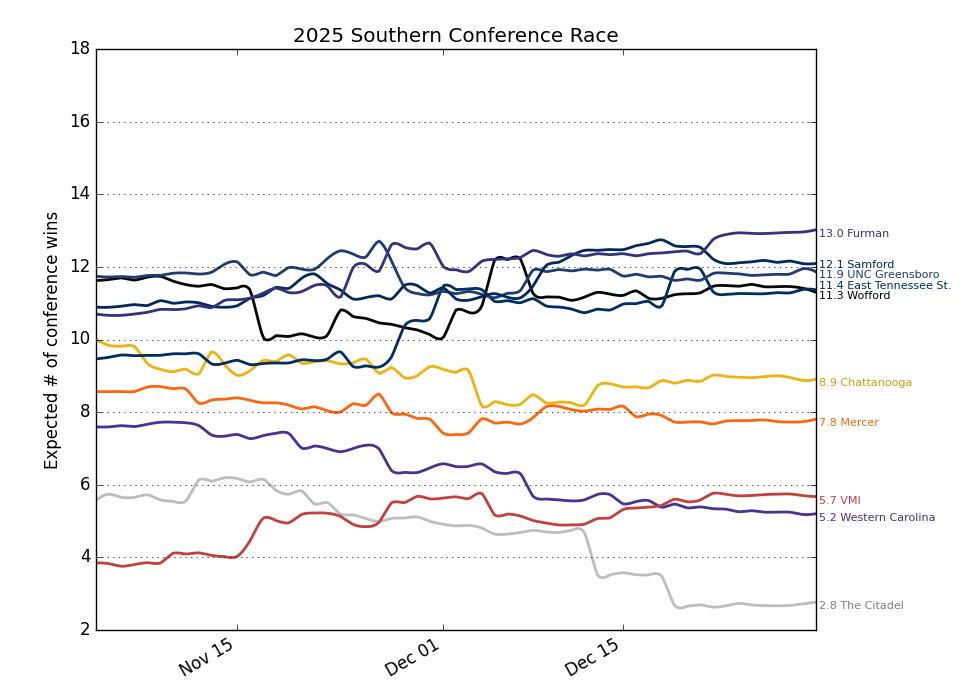 2025 Southern Conference Race
Expected # of conference wins
18
16
14
12
10
8
6
4
2
Nov 15
Dec 01
Dec 15
13.0 Furman
12.1 Samford
11.9 UNC Greensboro
11.4 East Tennessee St.
11.3 Wofford
8.9 Chattanooga
7.8 Mercer
5.7 VMI
5.2 Western Carolina
2.8 The Citadel